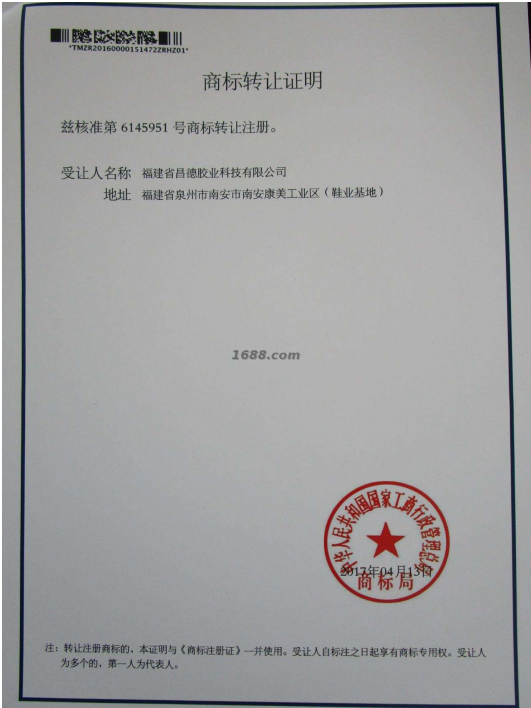 *TMZR20160000151472ZRHZ01*
商标转让证明
兹核准第 6145951 号商标转让注册。
受让人名称 福建省昌德胶业科技有限公司
地址 福建省泉州市南安市南安康美工业区（鞋业基地）
1688.com
中华人民共和国国家工商行政管理总局
2017年04月13日
商标局
注：转让注册商标的，本证明与《商标注册证》一并使用。受让人自标注之日起享有商标专用权。受让人
为多个的，第一人为代表人。